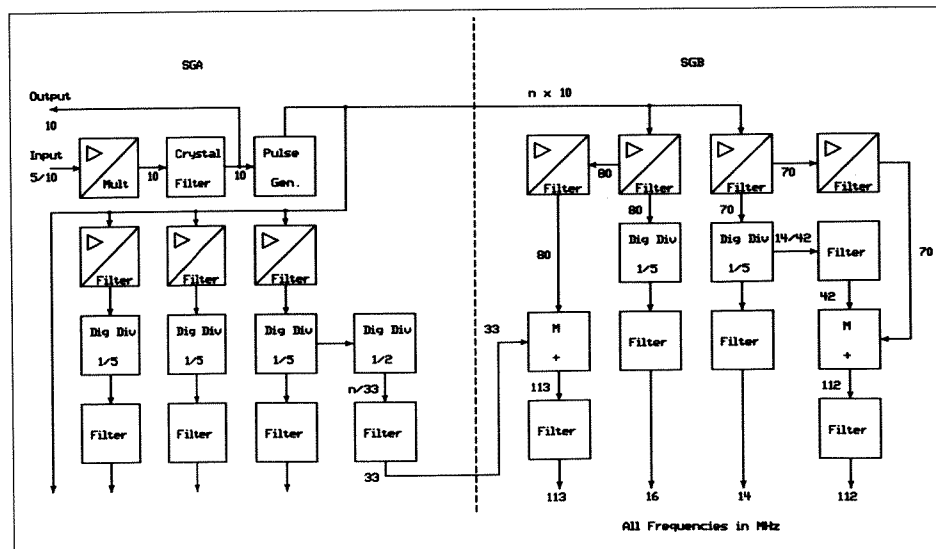 SGA
SGB
Output
10
n x 10
Input
5/10
Mult
10
Crystal
Filter
10
Pulse
Gen.
Filter
80
Filter
Filter
70
Filter
80
70
Filter
Filter
Filter
80
Dig Div
1/5
Dig Div
1/5
14/42
Filter
70
42
Dig Div
1/5
Dig Div
1/5
Dig Div
1/5
Dig Div
1/2
33
M
+
Filter
Filter
M
+
n/33
113
112
Filter
Filter
Filter
Filter
Filter
Filter
33
113
16
14
112
All Frequencies in MHz